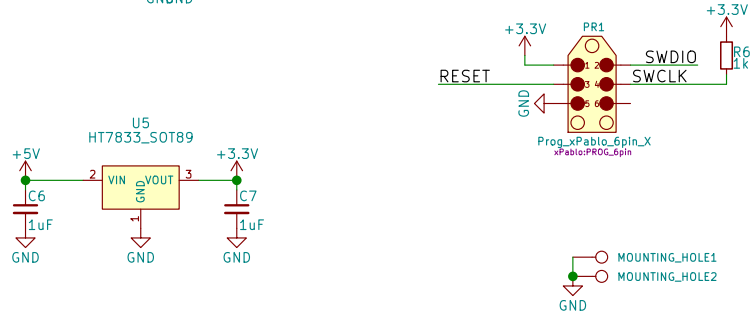 +3.3V
PR1
+3.3V
R6
1k
SWDIO
1 2
RESET
3 4
SWCLK
GND
5 6
Prog_xPablo_6pin_X
xPablo:PROG_6pin
U5
HT7833_SOT89
+5V
+3.3V
2 VIN GND VOUT 3
1
C6
1uF
C7
1uF
GND
GND
GND
MOUNTING_HOLE1
MOUNTING_HOLE2
GND